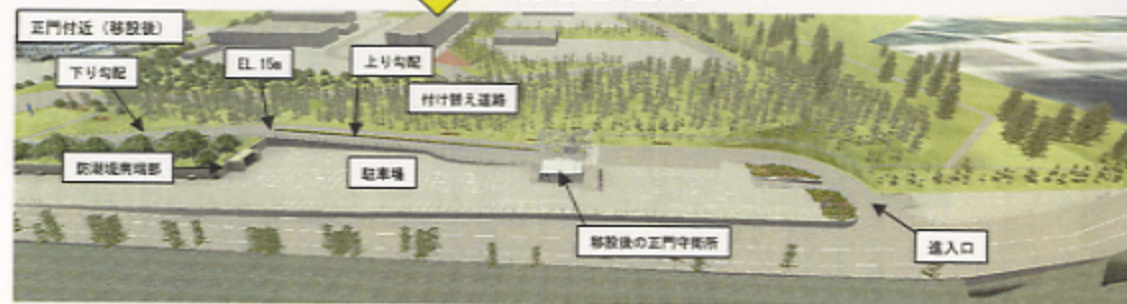 正門付近（移設後）
下り勾配
EL.15m
上り勾配
付け替え道路
防潮堤南端部
駐車場
移設後の正門守衛所
進入口